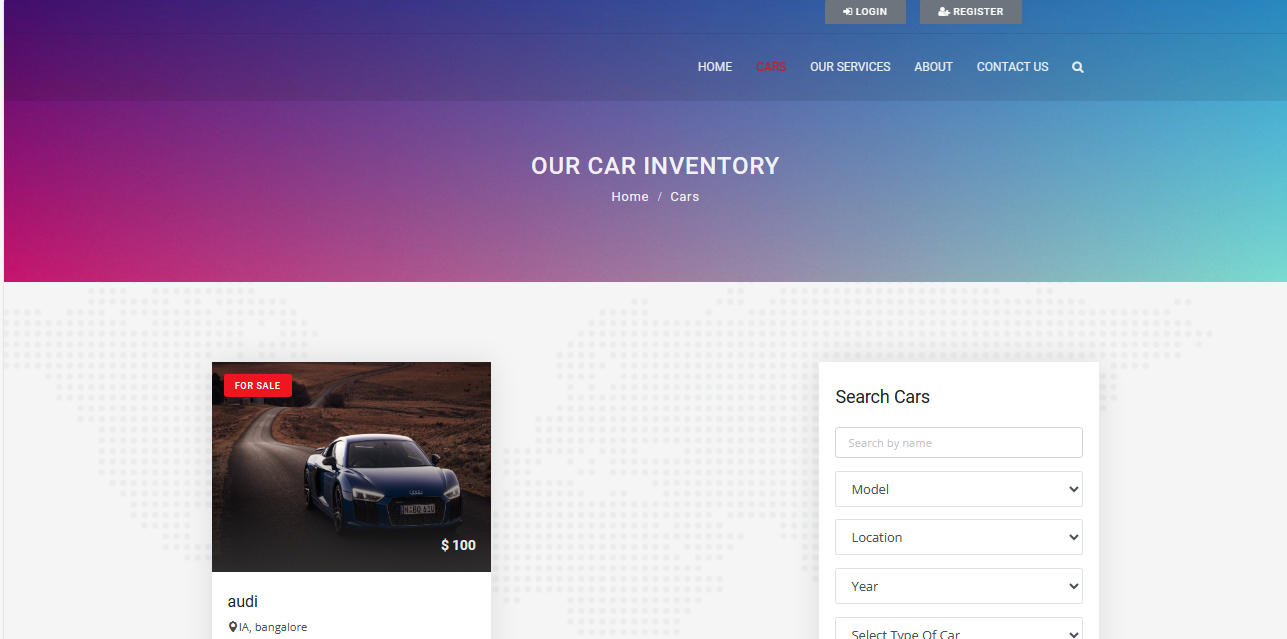 LOGIN
REGISTER
HOME
CARS
OUR SERVICES
ABOUT
CONTACT US
OUR CAR INVENTORY
Home / Cars
FOR SALE
$ 100
audi
IA, bangalore
Search Cars
Search by name
Model
Location
Year
Select Type Of Car